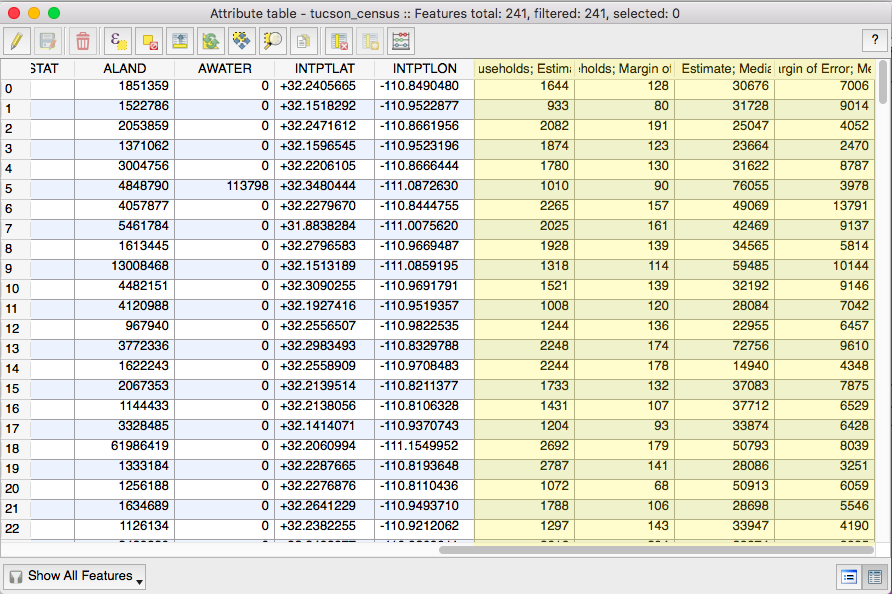 Attribute table - tucson_census :: Features total: 241, filtered: 241, selected: 0
ε ?
STAT ALAND AWATER INTPTLAT INTPTLON useholds; Estima eholds; Margin of Estimate; Media argin of Error; Me
0 1851359 0 +32.2405665 -110.8490480 1644 128 30676 7006
1 1522786 0 +32.1518292 -110.9522877 933 80 31728 9014
2 2053859 0 +32.2471612 -110.8661956 2082 191 25047 4052
3 1371062 0 +32.1596545 -110.9523196 1874 123 23664 2470
4 3004756 0 +32.2206105 -110.8666444 1780 130 31622 8787
5 4848790 113798 +32.3480444 -111.0872630 1010 90 76055 3978
6 4057877 0 +32.2279670 -110.8444755 2265 157 49069 13791
7 5461784 0 +31.8838284 -111.0075620 2025 161 42469 9137
8 1613445 0 +32.2796583 -110.9669487 1928 139 34565 5814
9 13008468 0 +32.1513189 -111.0859195 1318 114 59485 10144
10 4482151 0 +32.3090255 -110.9691791 1521 139 32192 9146
11 4120988 0 +32.1927416 -110.9519357 1008 120 28084 7042
12 967940 0 +32.2556507 -110.9822535 1244 136 22955 6457
13 3772336 0 +32.2983493 -110.8329788 2248 174 72756 9610
14 1622243 0 +32.2558909 -110.9708483 2244 178 14940 4348
15 2067353 0 +32.2139514 -110.8211377 1733 132 37083 7875
16 1144433 0 +32.2138056 -110.8106328 1431 107 37712 6529
17 3328485 0 +32.1414071 -110.9370743 1204 93 33874 6428
18 61986419 0 +32.2060994 -111.1549952 2692 179 50793 8039
19 1333184 0 +32.2287665 -110.8193648 2787 141 28086 3251
20 1256188 0 +32.2276876 -110.8110436 1072 68 50913 6059
21 1634689 0 +32.2641229 -110.9493710 1788 106 28698 5546
22 1126134 0 +32.2382255 -110.9212062 1297 143 33947 4190
Show All Features